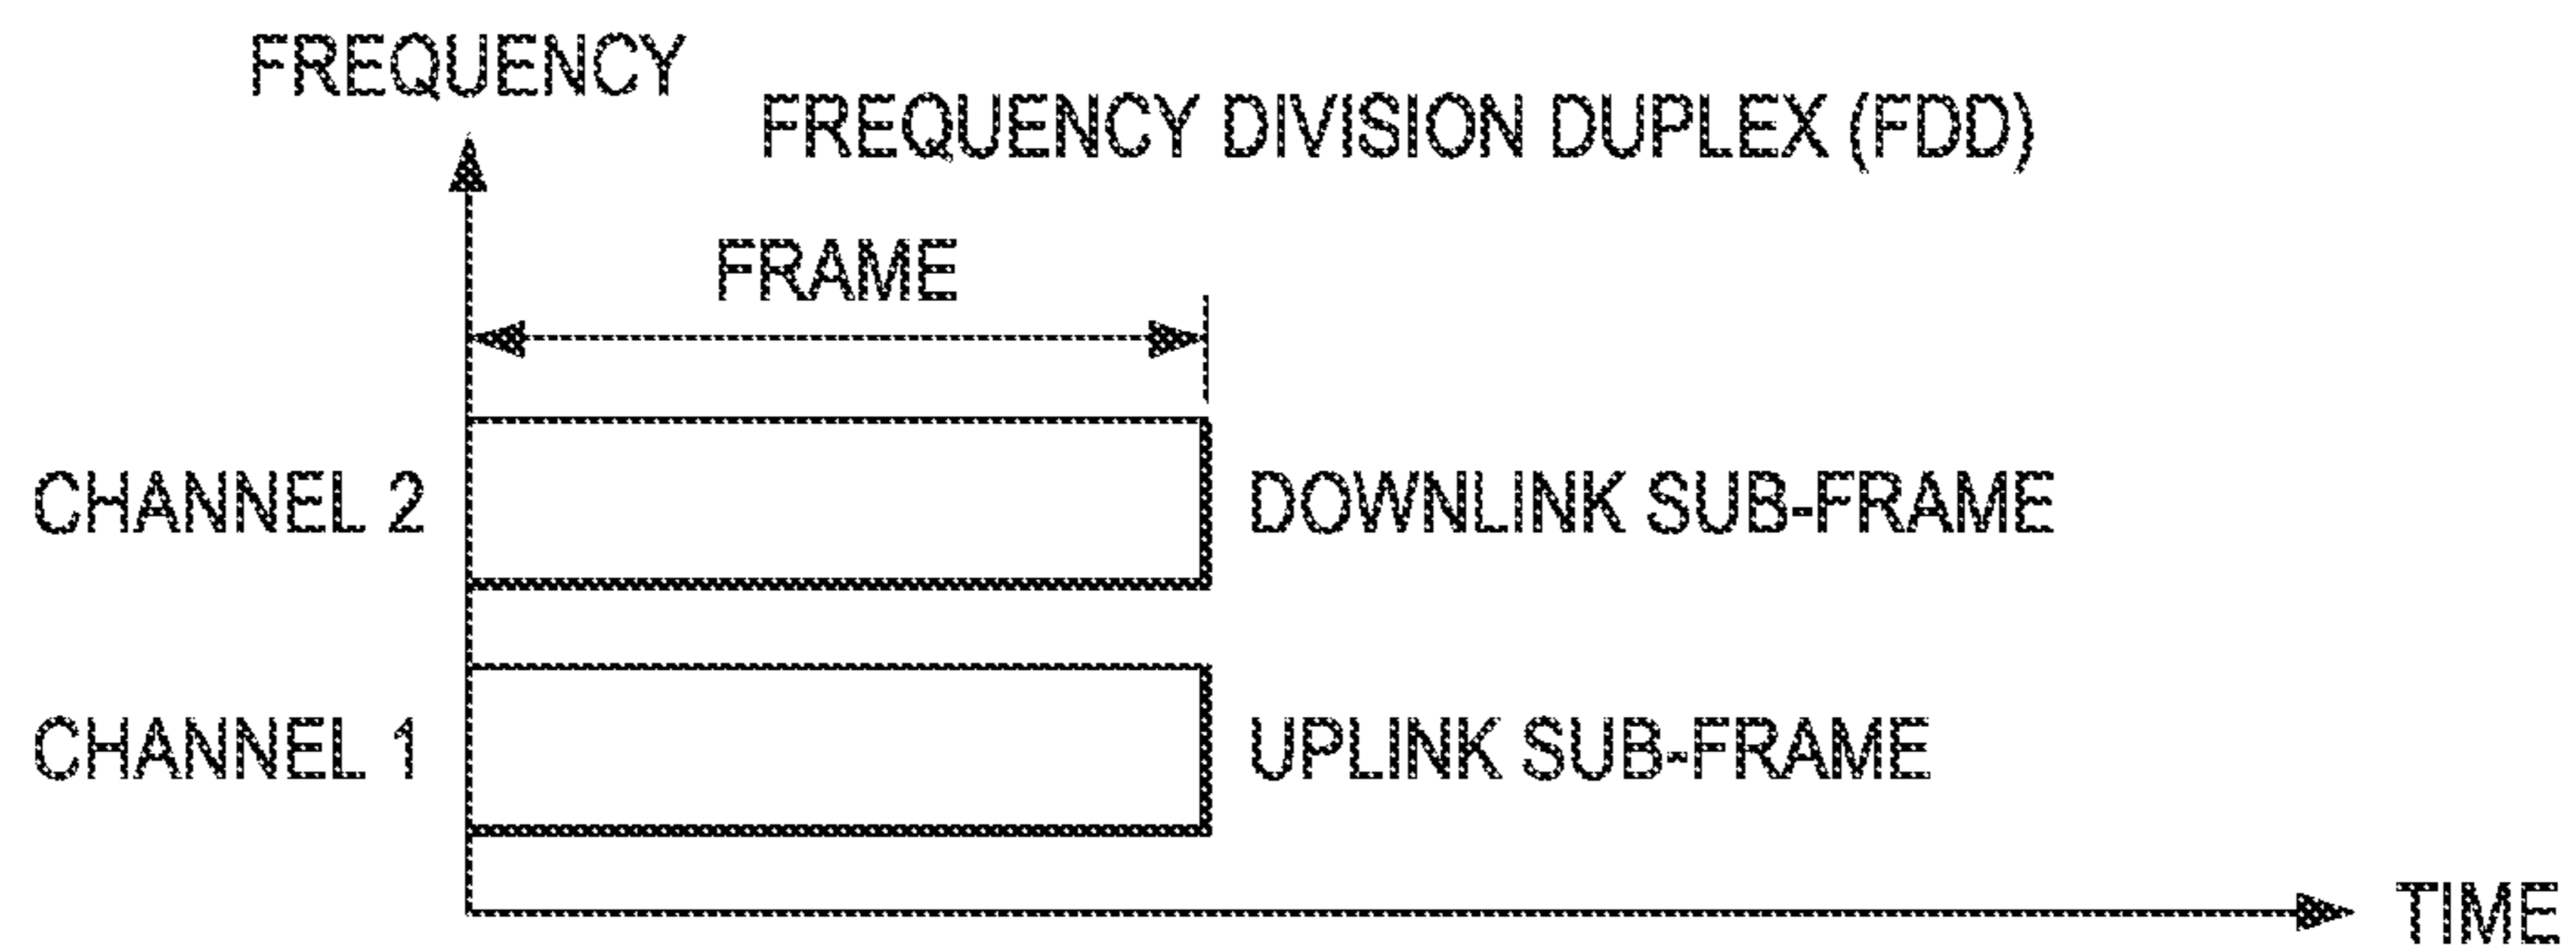 FREQUENCY
FREQUENCY DIVISION DUPLEX (FDD)
FRAME
CHANNEL 2
DOWNLINK SUB-FRAME
CHANNEL 1
UPLINK SUB-FRAME
TIME